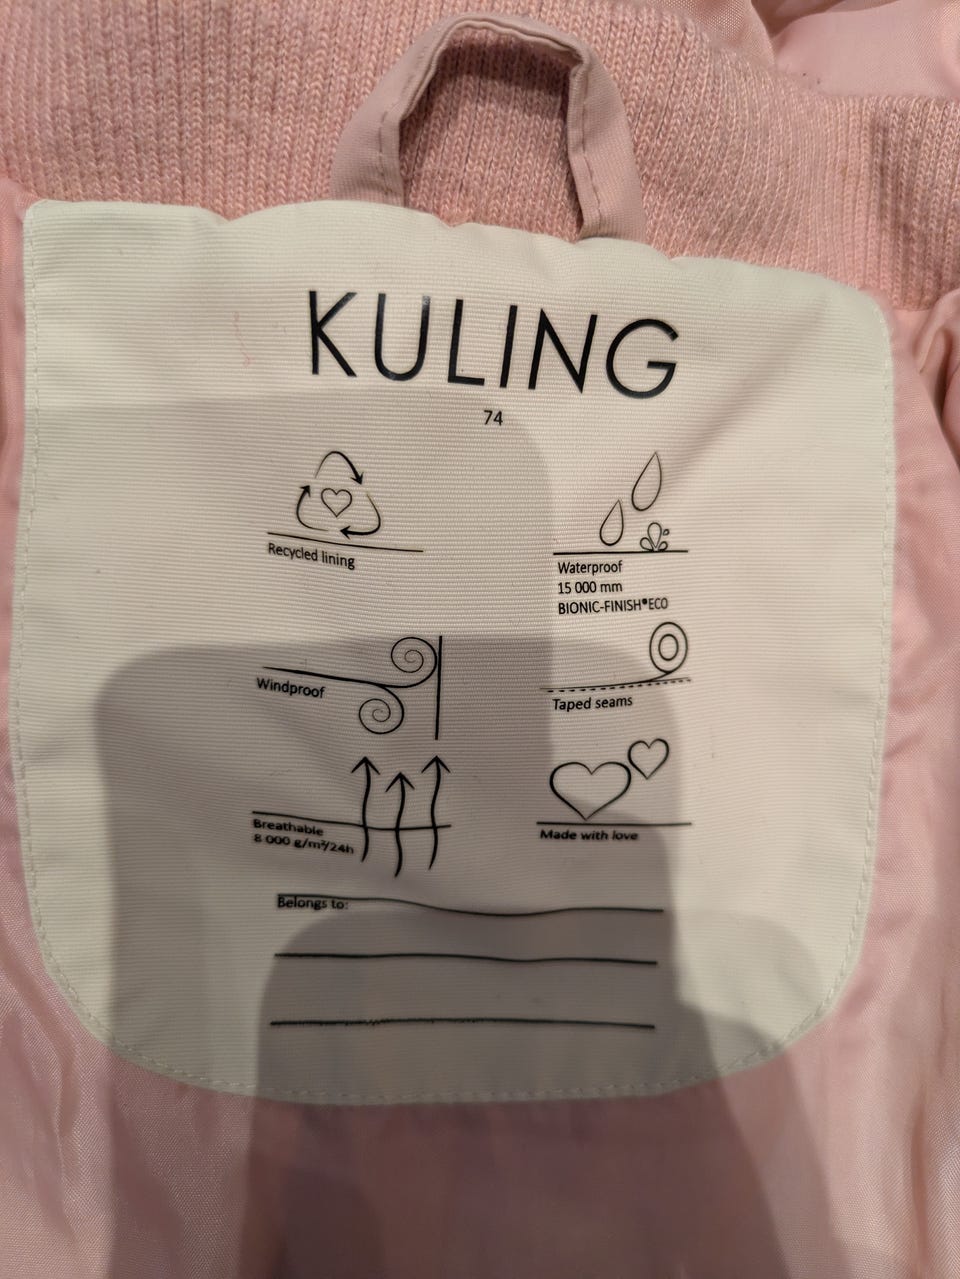 KULING
74
Recycled lining
Waterproof
15 000 mm
BIONIC-FINISH®ECO
Windproof
Taped seams
Breathable
8 000 g/m²/24h
Made with love
Belongs to: